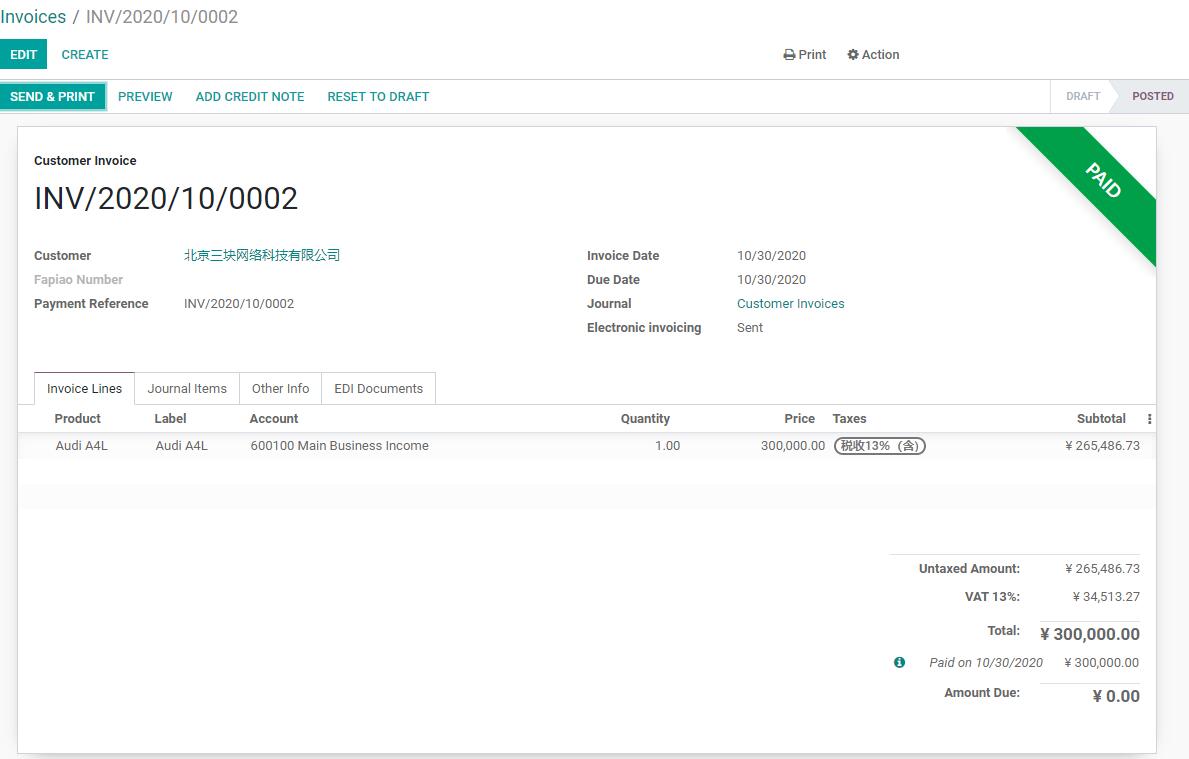 Invoices / INV/2020/10/0002
EDIT CREATE Print Action
SEND & PRINT PREVIEW ADD CREDIT NOTE RESET TO DRAFT DRAFT POSTED
PAID
Customer Invoice
INV/2020/10/0002
Customer 北京三块网络科技有限公司 Invoice Date 10/30/2020
Fapiao Number Due Date 10/30/2020
Payment Reference INV/2020/10/0002 Journal Customer Invoices
Electronic invoicing Sent
Invoice Lines Journal Items Other Info EDI Documents
Product Label Account Quantity Price Taxes Subtotal
Audi A4L Audi A4L 600100 Main Business Income 1.00 300,000.00 税收13%（含） ¥ 265,486.73
Untaxed Amount: ¥ 265,486.73
VAT 13%: ¥ 34,513.27
Total: ¥ 300,000.00
Paid on 10/30/2020 ¥ 300,000.00
Amount Due: ¥ 0.00